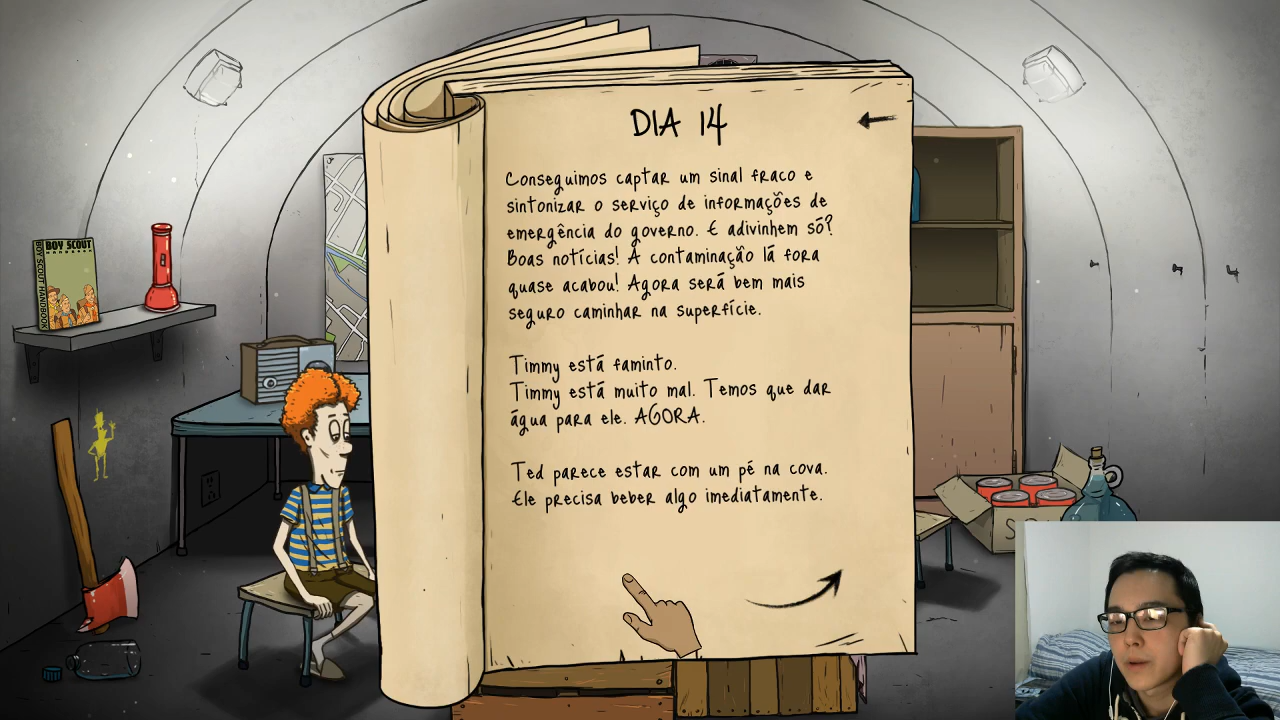 DIA 14
Conseguimos captar um sinal fraco e
sintonizar o serviço de informações de
emergência do governo. E adivinhem só?
Boas notícias! A contaminação lá fora
quase acabou! Agora será bem mais
seguro caminhar na superfície.
Timmy está faminto.
Timmy está muito mal. Temos que dar
água para ele. AGORA.
Ted parece estar com um pé na cova.
Ele precisa beber algo imediatamente.
BOY SCOUT
BOY SCOUT HANDBOOK